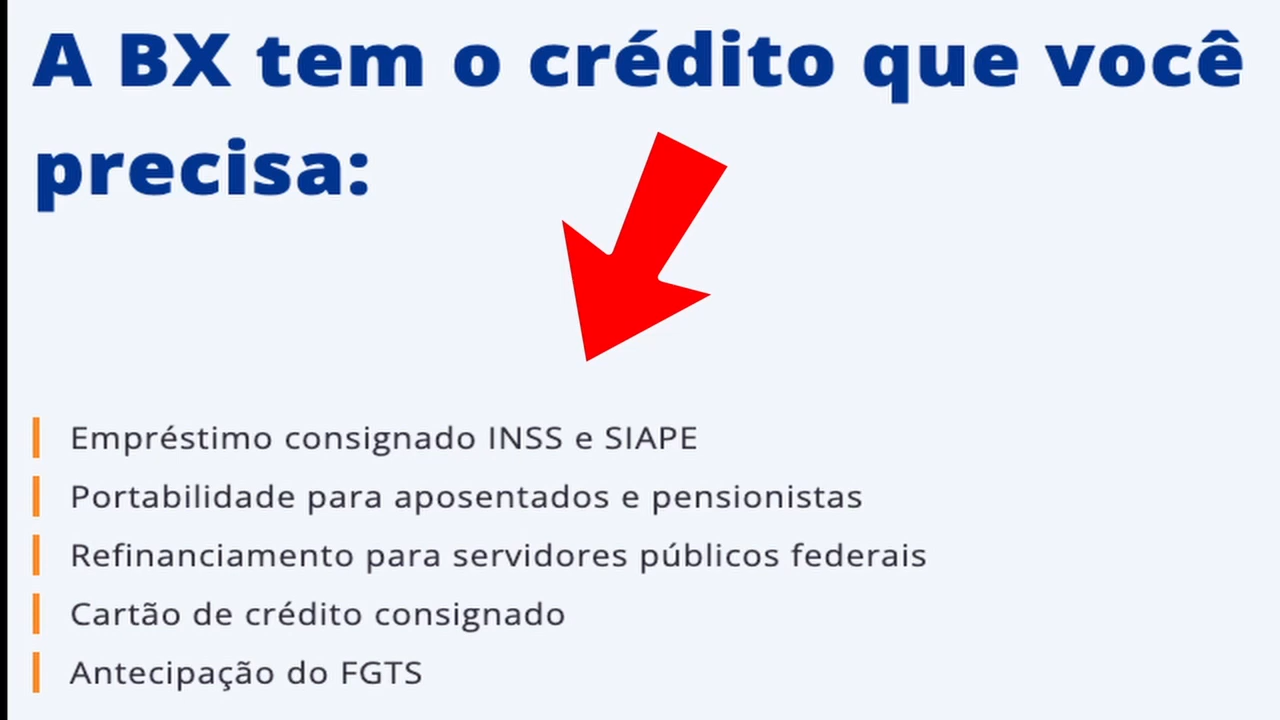 A BX tem o crédito que você
precisa:
Empréstimo consignado INSS e SIAPE
Portabilidade para aposentados e pensionistas
Refinanciamento para servidores públicos federais
Cartão de crédito consignado
Antecipação do FGTS